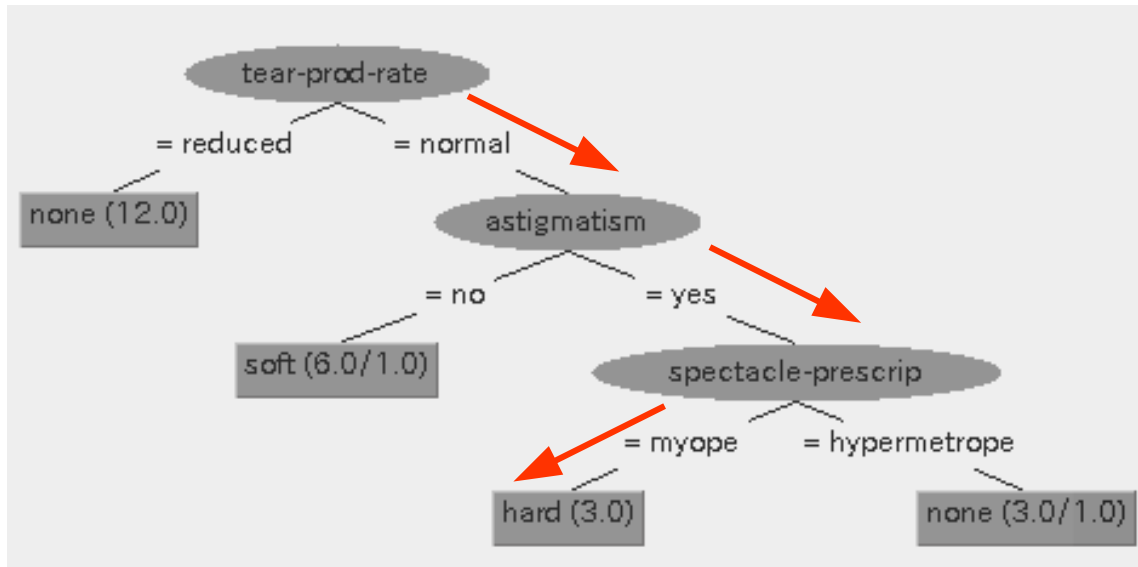 tear-prod-rate
= reduced
= normal
none (12.0)
astigmatism
= no
= yes
soft (6.0/1.0)
spectacle-prescrip
= myope
= hypermetrope
hard (3.0)
none (3.0/1.0)